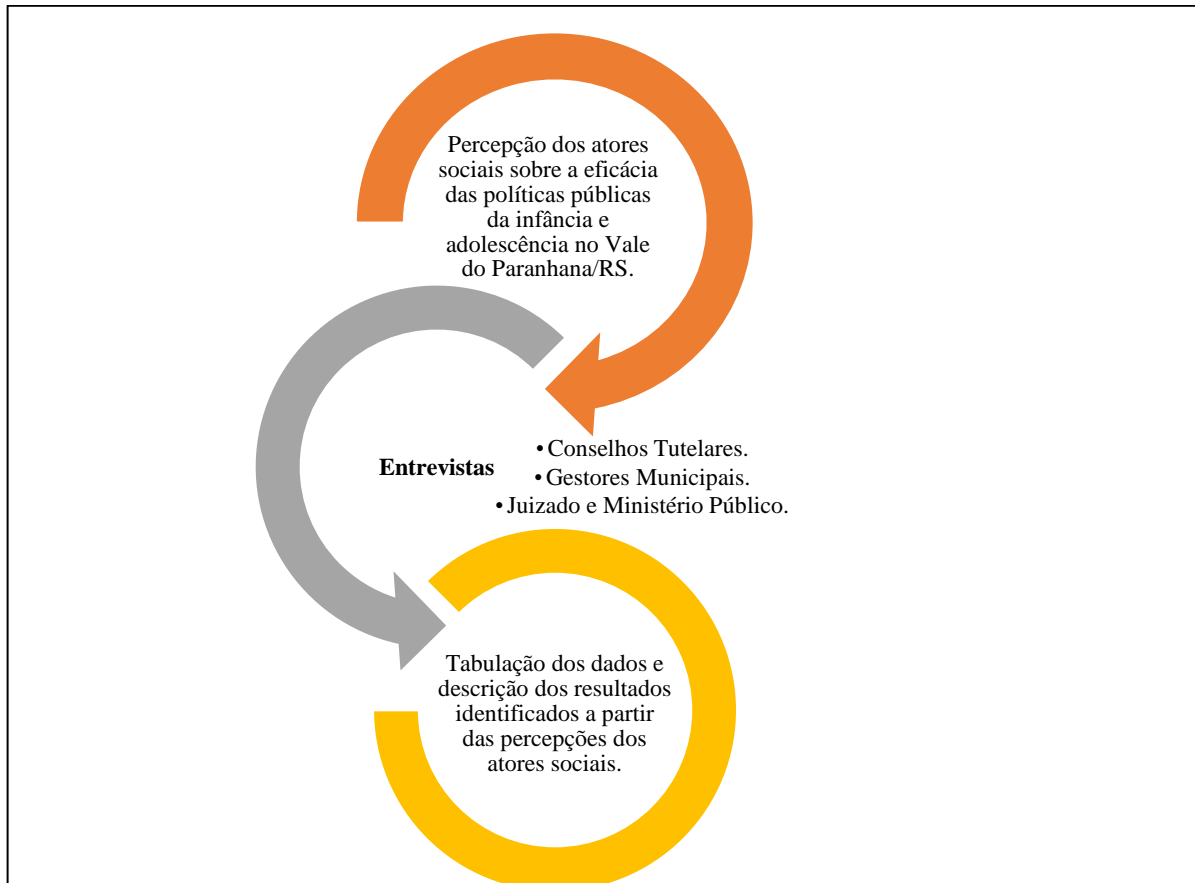 Percepção dos atores
sociais sobre a eficácia
das políticas públicas
da infância e
adolescência no Vale
do Paranhana/RS.
Entrevistas
• Conselhos Tutelares.
• Gestores Municipais.
• Juizado e Ministério Público.
Tabulação dos dados e
descrição dos resultados
identificados a partir
das percepções dos
atores sociais.